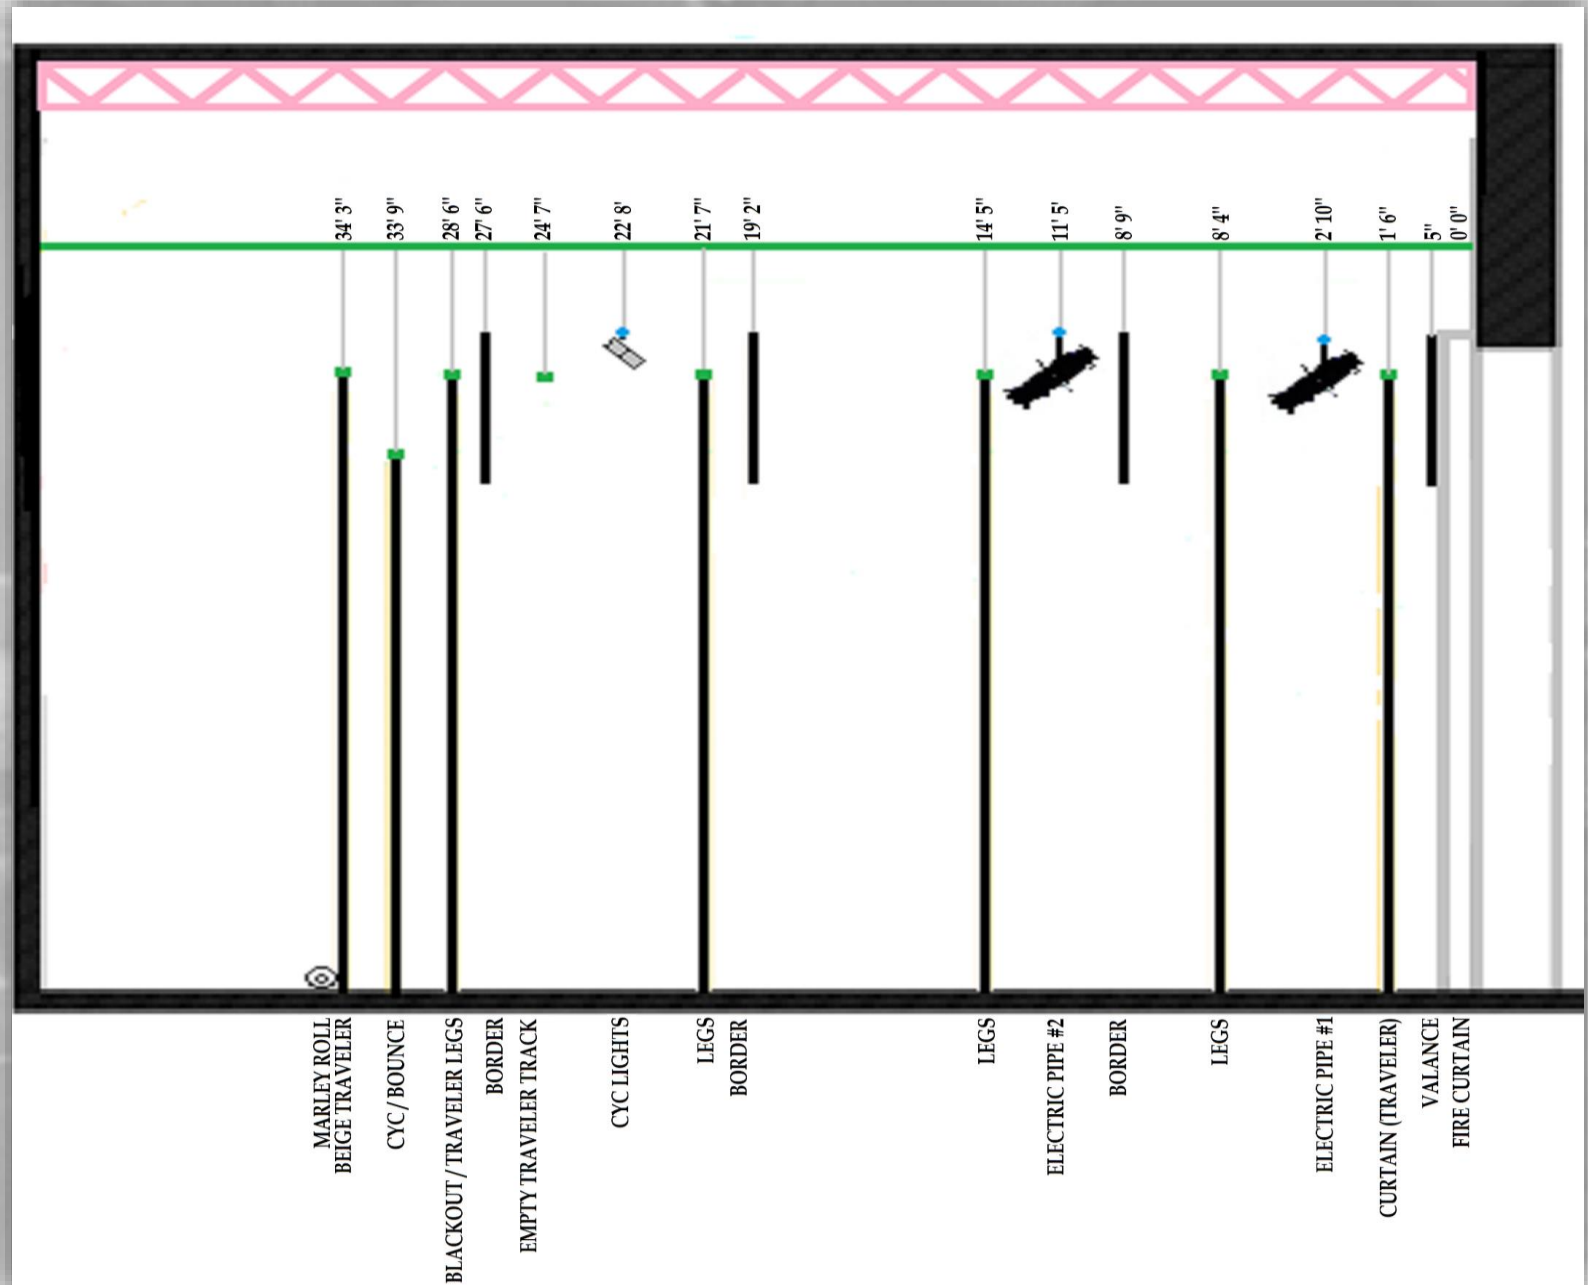 34' 3"
33' 9"
28' 6"
27' 6"
24' 7"
22' 8'
21' 7"
19' 2"
14' 5"
11' 5'
8' 9"
8' 4"
2' 10"
1' 6"
5"
0' 0"
MARLEY ROLL
BEIGE TRAVELER
CYC / BOUNCE
BLACKOUT / TRAVELER LEGS
BORDER
EMPTY TRAVELER TRACK
CYC LIGHTS
LEGS
BORDER
LEGS
ELECTRIC PIPE #2
BORDER
LEGS
ELECTRIC PIPE #1
CURTAIN (TRAVELER)
VALANCE
FIRE CURTAIN